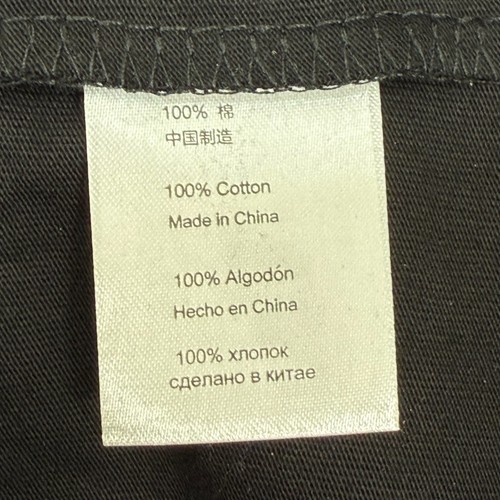 100% 棉
中国制造
100% Cotton
Made in China
100% Algodón
Hecho en China
100% хлопок
сделано в китае